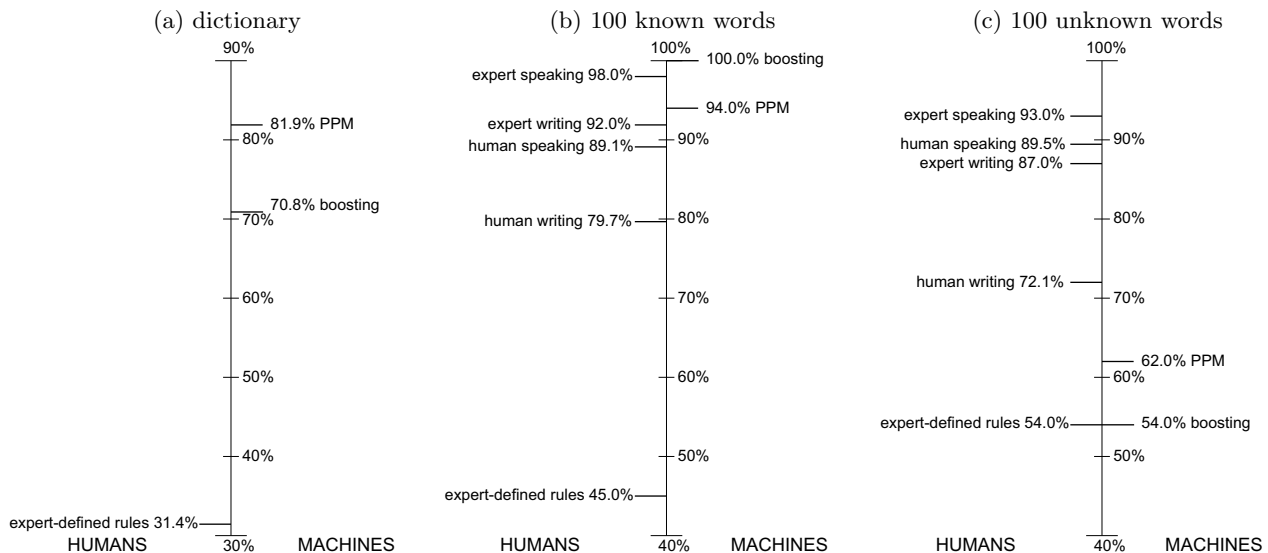 (a) dictionary
90%
81.9% PPM
80%
70.8% boosting
70%
60%
50%
40%
expert-defined rules 31.4%
HUMANS 30% MACHINES
(b) 100 known words
100%
100.0% boosting
expert speaking 98.0%
94.0% PPM
expert writing 92.0%
90%
human speaking 89.1%
80%
human writing 79.7%
70%
60%
50%
expert-defined rules 45.0%
HUMANS 40% MACHINES
(c) 100 unknown words
100%
expert speaking 93.0%
90%
human speaking 89.5%
expert writing 87.0%
80%
human writing 72.1%
70%
62.0% PPM
60%
expert-defined rules 54.0% 54.0% boosting
50%
HUMANS 40% MACHINES